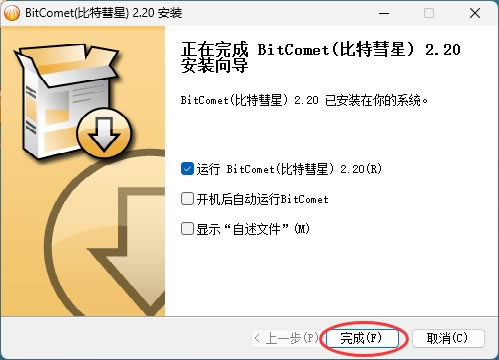 BitComet(比特彗星) 2.20 安装
正在完成 BitComet(比特彗星) 2.20
安装向导
BitComet(比特彗星) 2.20 已安装在你的系统。
运行 BitComet(比特彗星) 2.20(R)
开机后自动运行BitComet
显示“自述文件”(M)
< 上一步(P) 完成(F) 取消(C)